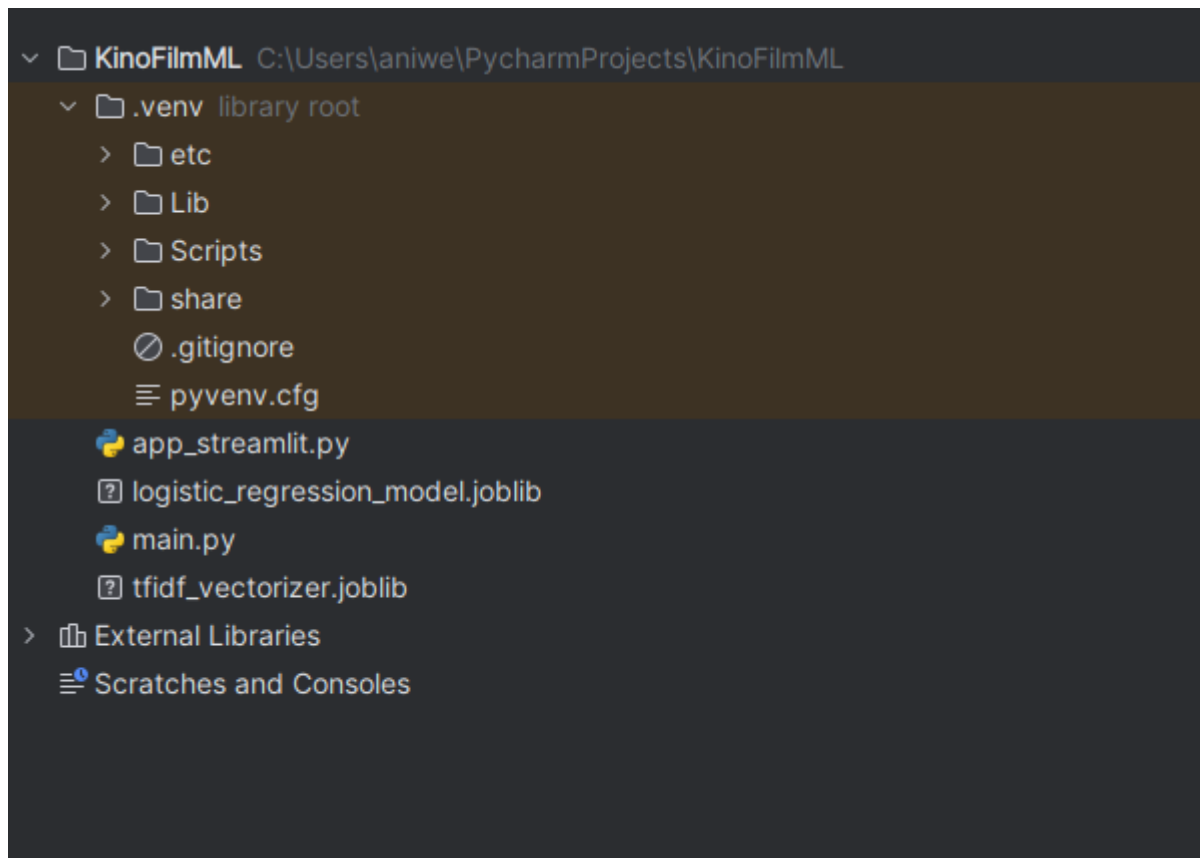 KinoFilmML C:\Users\aniwe\PycharmProjects\KinoFilmML
.venv library root
etc
Lib
Scripts
share
.gitignore
pyvenv.cfg
app_streamlit.py
logistic_regression_model.joblib
main.py
tfidf_vectorizer.joblib
External Libraries
Scratches and Consoles